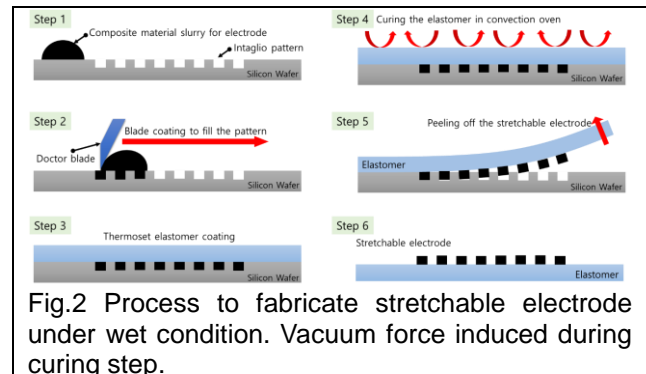 Step 1
Composite material slurry for electrode
Intaglio pattern
Silicon Wafer
Step 2
Blade coating to fill the pattern
Doctor blade
Silicon Wafer
Step 3
Thermoset elastomer coating
Silicon Wafer
Step 4
Curing the elastomer in convection oven
Silicon Wafer
Step 5
Peeling off the stretchable electrode
Elastomer
Silicon Wafer
Step 6
Stretchable electrode
Elastomer
Fig.2 Process to fabricate stretchable electrode
under wet condition. Vacuum force induced during
curing step.